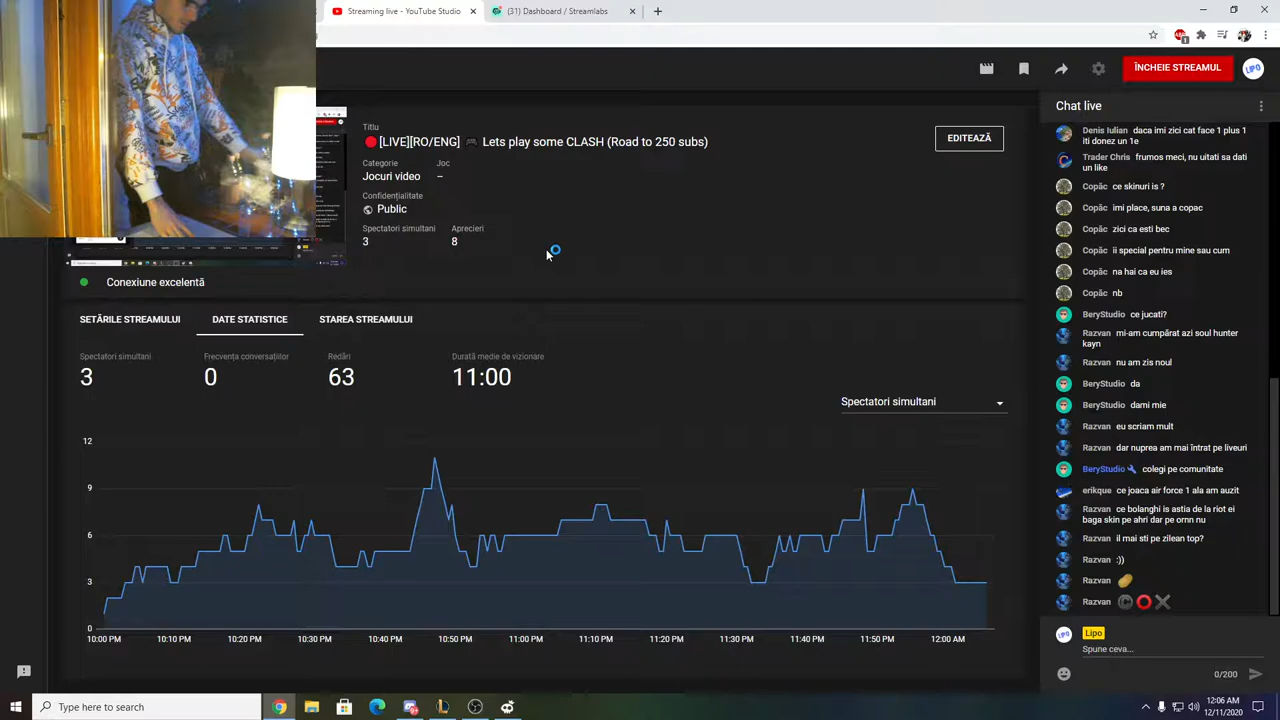 Streaming live - YouTube Studio
(31) Dashboard / Streamlabs
1
ÎNCHEIE STREAMUL
LIPO
Titlu
[LIVE][RO/ENG] 🎮 Lets play some CLASH (Road to 250 subs)
EDITEAZĂ
Categorie Joc
Jocuri video –
Confidențialitate
Public
Spectatori simultani Aprecieri
3 8
Conexiune excelentă
SETĂRILE STREAMULUI DATE STATISTICE STAREA STREAMULUI
Spectatori simultani Frecvența conversațiilor Redări Durată medie de vizionare
3 0 63 11:00
Spectatori simultani
12
9
6
3
0
10:00 PM 10:10 PM 10:20 PM 10:30 PM 10:40 PM 10:50 PM 11:00 PM 11:10 PM 11:20 PM 11:30 PM 11:40 PM 11:50 PM 12:00 AM
Chat live
Denis Iulian daca imi zici cat face 1 plus 1
iti donez un 1e
Trader Chris frumos medu nu uitati sa dati
un like
Copăc ce skinuri is ?
Copăc imi place, suna a ceva smecher
Copăc zici ca esti bec
Copăc ii special pentru mine sau cum
Copăc na hai ca eu ies
Copăc nb
BeryStudio ce jucati?
Razvan mi-am cumpărat azi soul hunter
kayn
Razvan nu am zis noul
BeryStudio da
BeryStudio dami mie
Razvan eu scriam mult
Razvan dar nuprea am mai întrat pe liveuri
BeryStudio colegi pe comunitate
erikque ce joaca air force 1 ala am auzit
Razvan ce bolanghi is astia de la riot ei
baga skin pe ahri dar pe ornn nu
Razvan il mai sti pe zilean top?
Razvan :))
Razvan 🥔
Razvan
LIPO Lipo
Spune ceva...
0/200
Type here to search
12:06 AM
12/11/2020